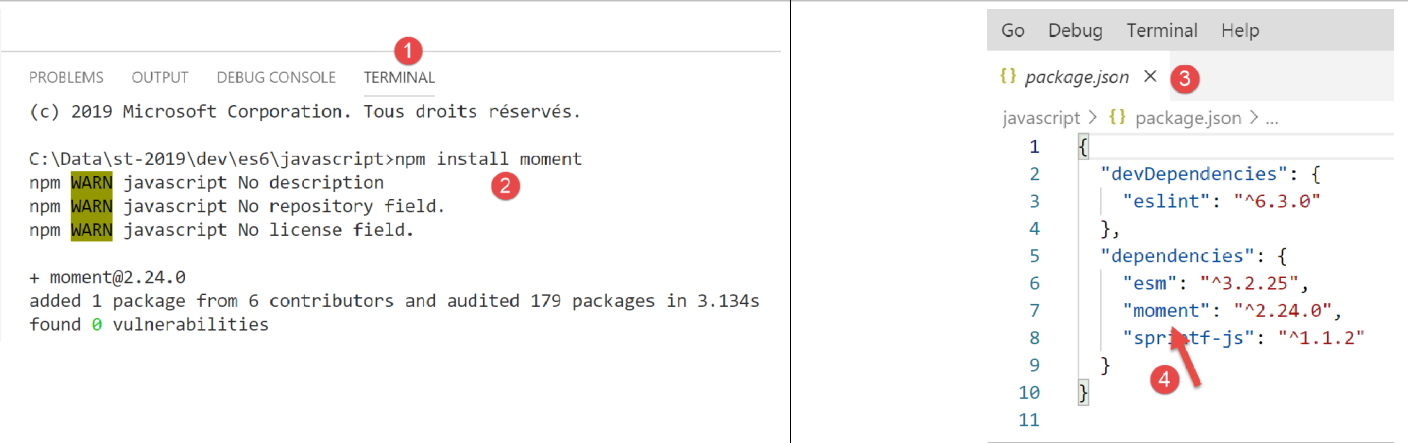 1
PROBLEMS OUTPUT DEBUG CONSOLE TERMINAL
(c) 2019 Microsoft Corporation. Tous droits réservés.
C:\Data\st-2019\dev\es6\javascript>npm install moment
npm WARN javascript No description
2
npm WARN javascript No repository field.
npm WARN javascript No license field.
+ moment@2.24.0
added 1 package from 6 contributors and audited 179 packages in 3.134s
found 0 vulnerabilities
Go Debug Terminal Help
{} package.json × 3
javascript > {} package.json > ...
1 {
2 "devDependencies": {
3 "eslint": "^6.3.0"
4 },
5 "dependencies": {
6 "esm": "^3.2.25",
7 "moment": "^2.24.0",
8 "sprintf-js": "^1.1.2"
9 }
4
10 }
11